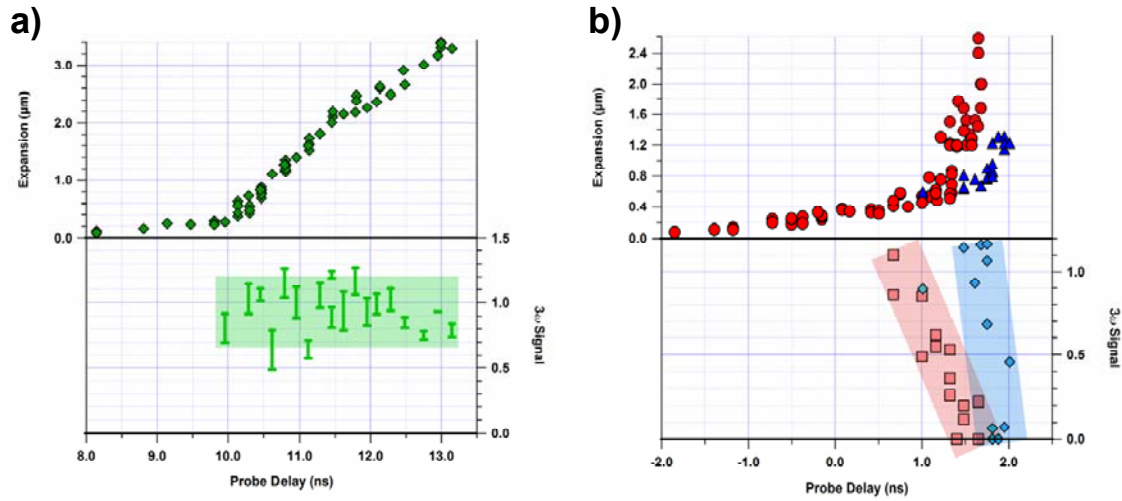 a)
Expansion (μm)
3.0
2.0
1.0
0.0
3ω Signal
1.5
1.0
0.5
0.0
8.0 9.0 10.0 11.0 12.0 13.0
Probe Delay (ns)
b)
Expansion (μm)
2.4
2.0
1.6
1.2
0.8
0.4
0.0
3ω Signal
1.0
0.5
0.0
-2.0 -1.0 0.0 1.0 2.0
Probe Delay (ns)